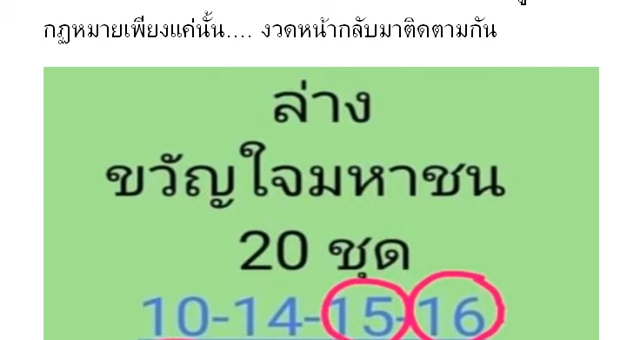 กฎหมายเพียงแค่นั้น.... งวดหน้ากลับมาติดตามกัน
ล่าง
ขวัญใจมหาชน
20 ชุด
10-14-15-16